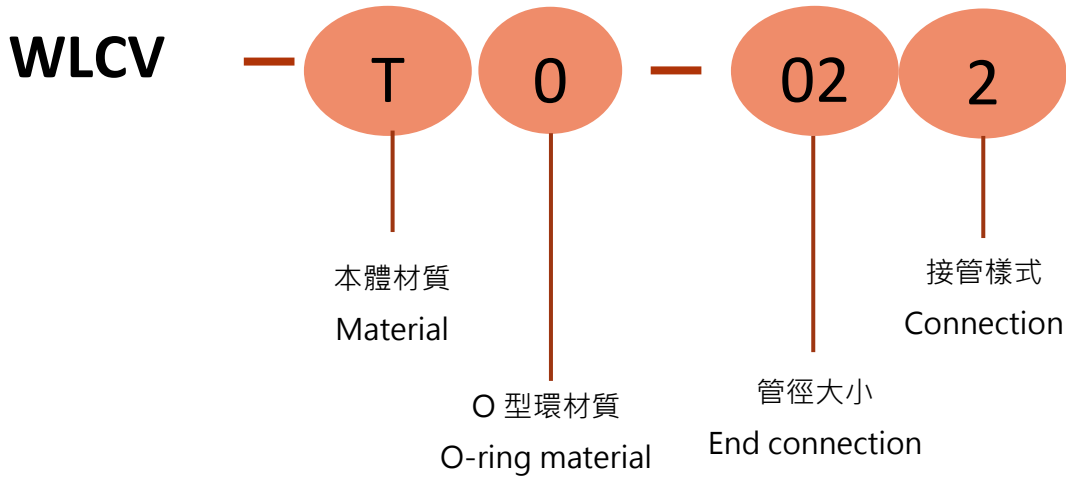 WLCV — T 0 — 02 2
本體材質
Material
接管樣式
Connection
O 型環材質
O-ring material
管徑大小
End connection